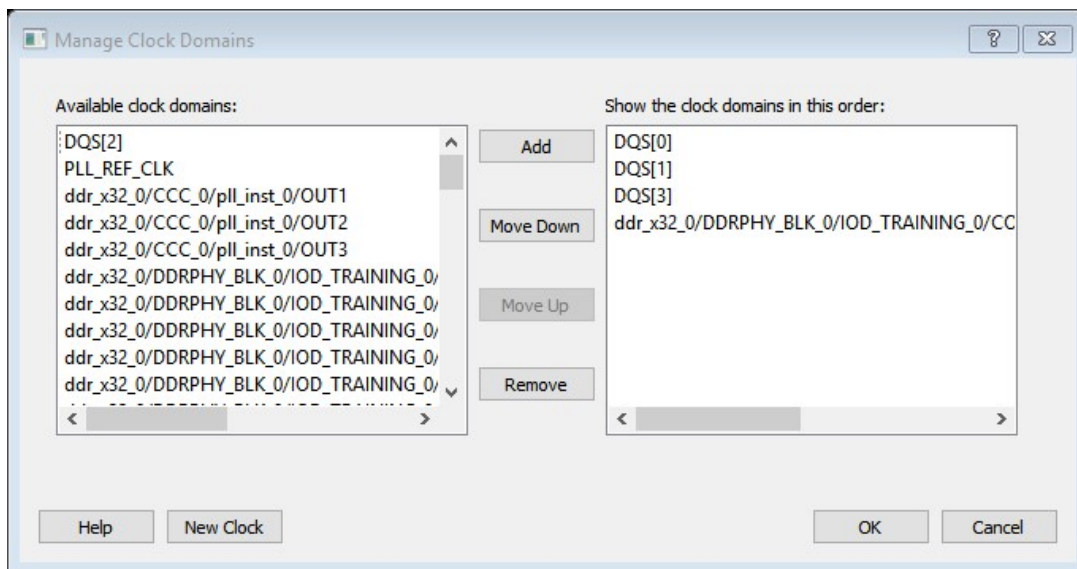 Manage Clock Domains
Available clock domains:
DQS[2]
PLL_REF_CLK
ddr_x32_0/CCC_0/pll_inst_0/OUT1
ddr_x32_0/CCC_0/pll_inst_0/OUT2
ddr_x32_0/CCC_0/pll_inst_0/OUT3
ddr_x32_0/DDRPHY_BLK_0/IOD_TRAINING_0/
ddr_x32_0/DDRPHY_BLK_0/IOD_TRAINING_0/
ddr_x32_0/DDRPHY_BLK_0/IOD_TRAINING_0/
ddr_x32_0/DDRPHY_BLK_0/IOD_TRAINING_0/
ddr_x32_0/DDRPHY_BLK_0/IOD_TRAINING_0/
Add
Move Down
Move Up
Remove
Show the clock domains in this order:
DQS[0]
DQS[1]
DQS[3]
ddr_x32_0/DDRPHY_BLK_0/IOD_TRAINING_0/CO
Help
New Clock
OK
Cancel